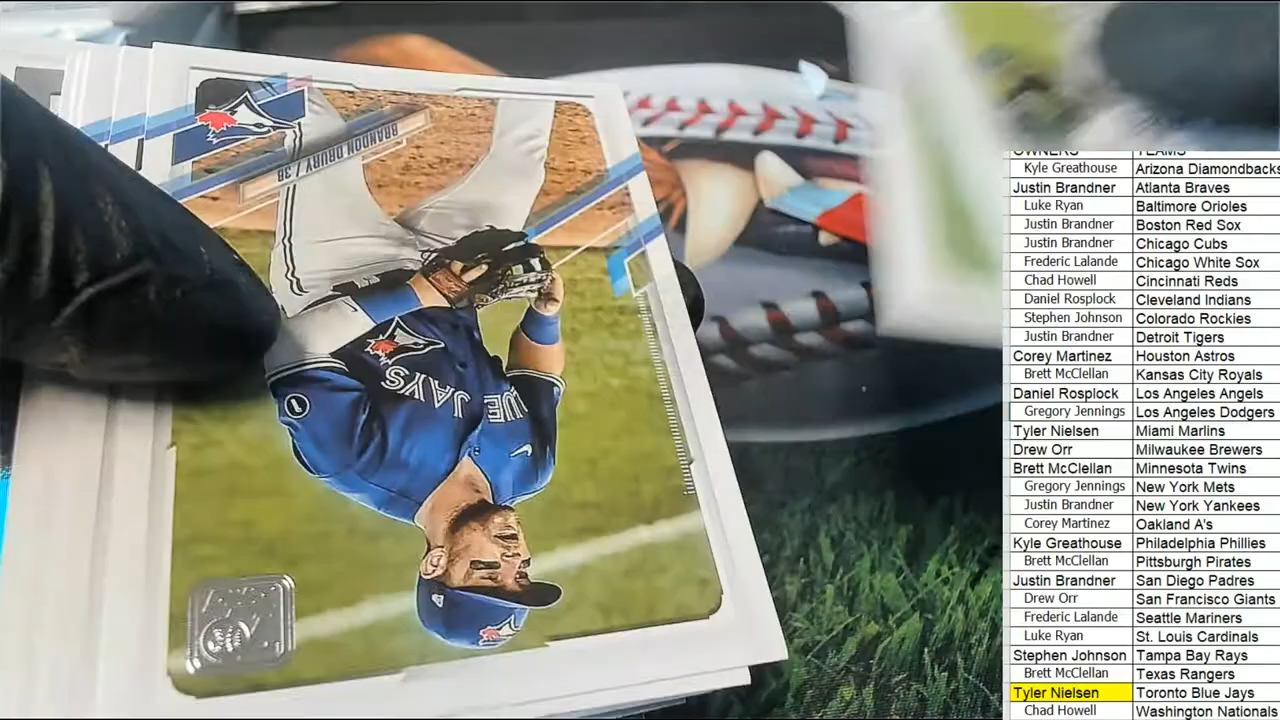 BRANDON DRURY / 3B
BLUE JAYS
OWNERS TEAMS
Kyle Greathouse Arizona Diamondbacks
Justin Brandner Atlanta Braves
Luke Ryan Baltimore Orioles
Justin Brandner Boston Red Sox
Justin Brandner Chicago Cubs
Frederic Lalande Chicago White Sox
Chad Howell Cincinnati Reds
Daniel Rosplock Cleveland Indians
Stephen Johnson Colorado Rockies
Justin Brandner Detroit Tigers
Corey Martinez Houston Astros
Brett McClellan Kansas City Royals
Daniel Rosplock Los Angeles Angels
Gregory Jennings Los Angeles Dodgers
Tyler Nielsen Miami Marlins
Drew Orr Milwaukee Brewers
Brett McClellan Minnesota Twins
Gregory Jennings New York Mets
Justin Brandner New York Yankees
Corey Martinez Oakland A's
Kyle Greathouse Philadelphia Phillies
Brett McClellan Pittsburgh Pirates
Justin Brandner San Diego Padres
Drew Orr San Francisco Giants
Frederic Lalande Seattle Mariners
Luke Ryan St. Louis Cardinals
Stephen Johnson Tampa Bay Rays
Brett McClellan Texas Rangers
Tyler Nielsen Toronto Blue Jays
Chad Howell Washington Nationals